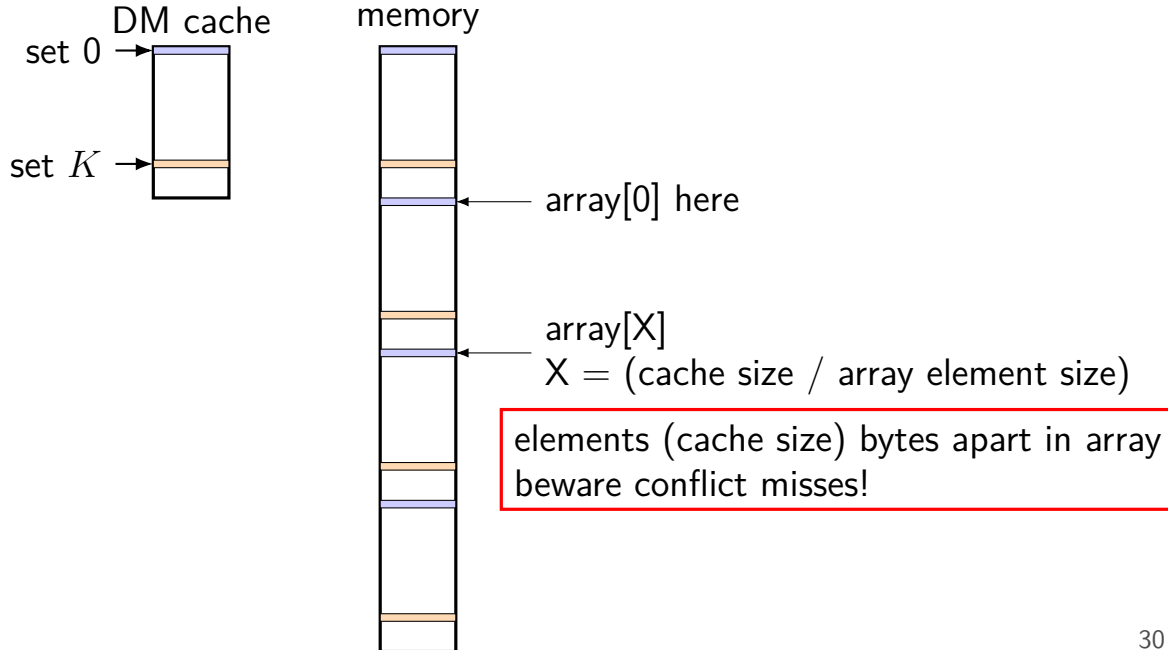 DM cache
memory
set 0
set K
array[0] here
array[X]
X = (cache size / array element size)
elements (cache size) bytes apart in array
beware conflict misses!
30